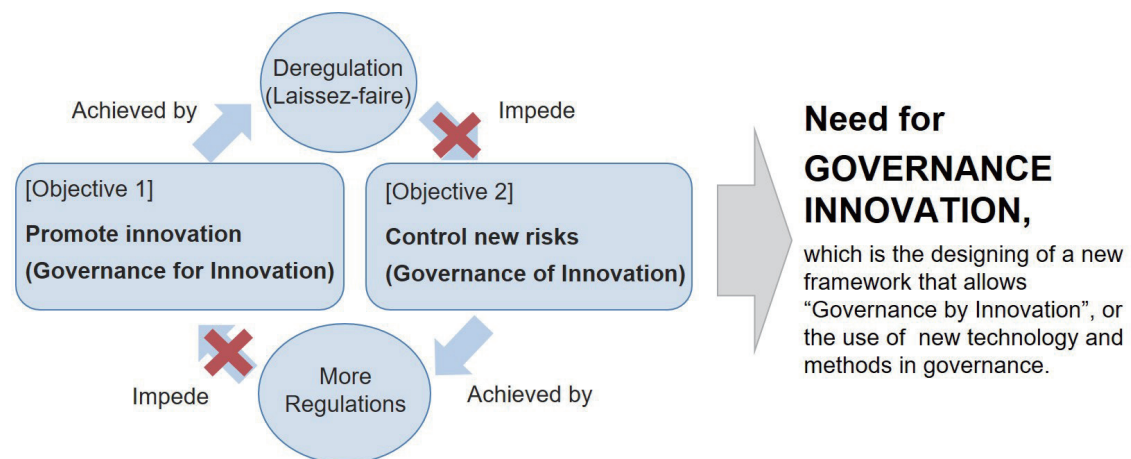 Deregulation
(Laissez-faire)
Achieved by
Impede
[Objective 1]
Promote innovation
(Governance for Innovation)
[Objective 2]
Control new risks
(Governance of Innovation)
Impede
More
Regulations
Achieved by
Need for
GOVERNANCE
INNOVATION,
which is the designing of a new
framework that allows
“Governance by Innovation”, or
the use of new technology and
methods in governance.